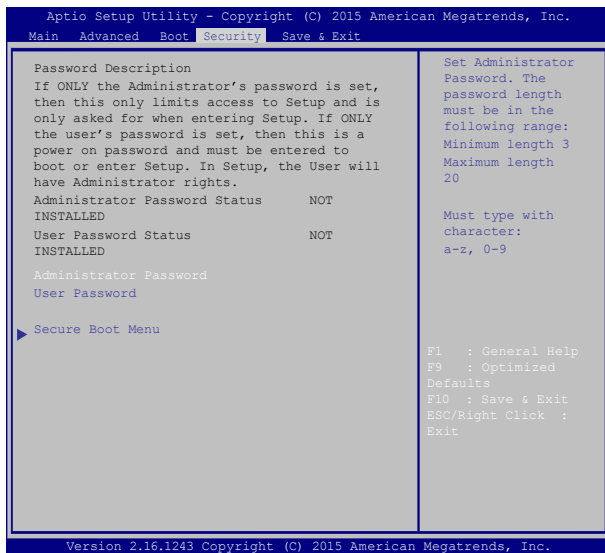 Aptio Setup Utility - Copyright (C) 2015 American Megatrends, Inc.
Main Advanced Boot Security Save & Exit
Password Description
If ONLY the Administrator's password is set,
then this only limits access to Setup and is
only asked for when entering Setup. If ONLY
the user's password is set, then this is a
power on password and must be entered to
boot or enter Setup. In Setup, the User will
have Administrator rights.
Administrator Password Status NOT
INSTALLED
User Password Status NOT
INSTALLED
Administrator Password
User Password
Secure Boot Menu
Set Administrator
Password. The
password length
must be in the
following range:
Minimum length 3
Maximum length
20
Must type with
character:
a-z, 0-9
F1 : General Help
F9 : Optimized
Defaults
F10 : Save & Exit
ESC/Right Click :
Exit
Version 2.16.1243 Copyright (C) 2015 American Megatrends, Inc.